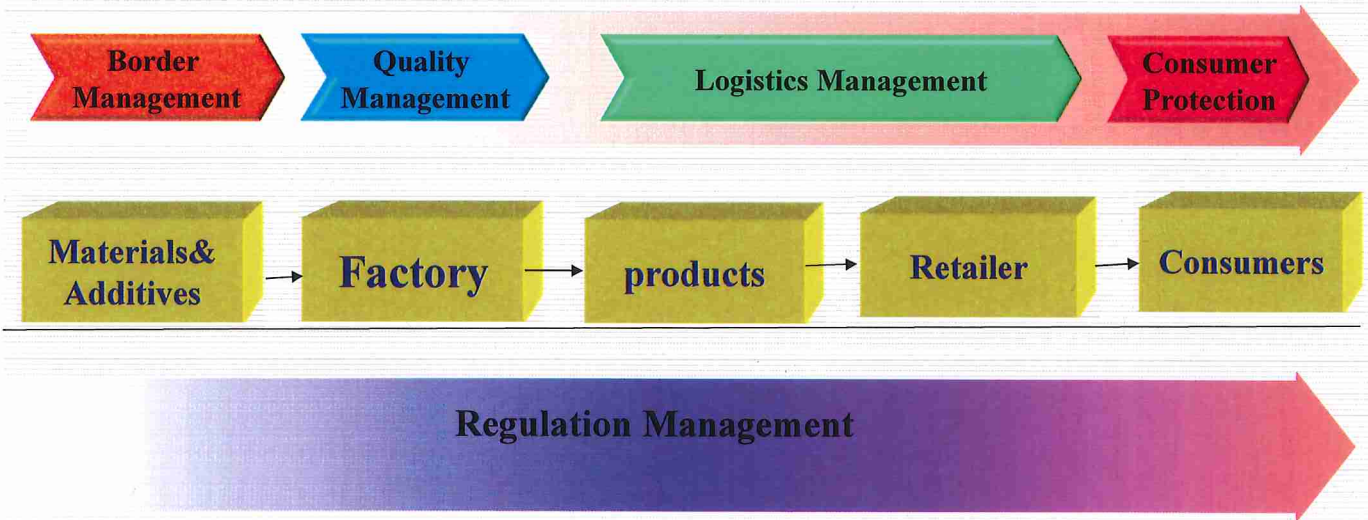 Border
Management
Quality
Management
Logistics Management
Consumer
Protection
Materials&
Additives
Factory
products
Retailer
Consumers
Regulation Management